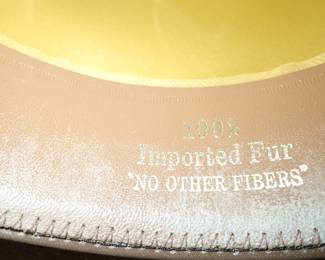 100%
Imported Fur
"NO OTHER FIBERS"